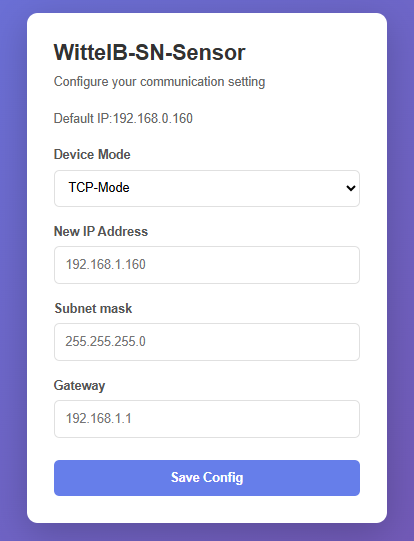 WittelB-SN-Sensor
Configure your communication setting
Default IP:192.168.0.160
Device Mode
TCP-Mode
New IP Address
192.168.1.160
Subnet mask
255.255.255.0
Gateway
192.168.1.1
Save Config